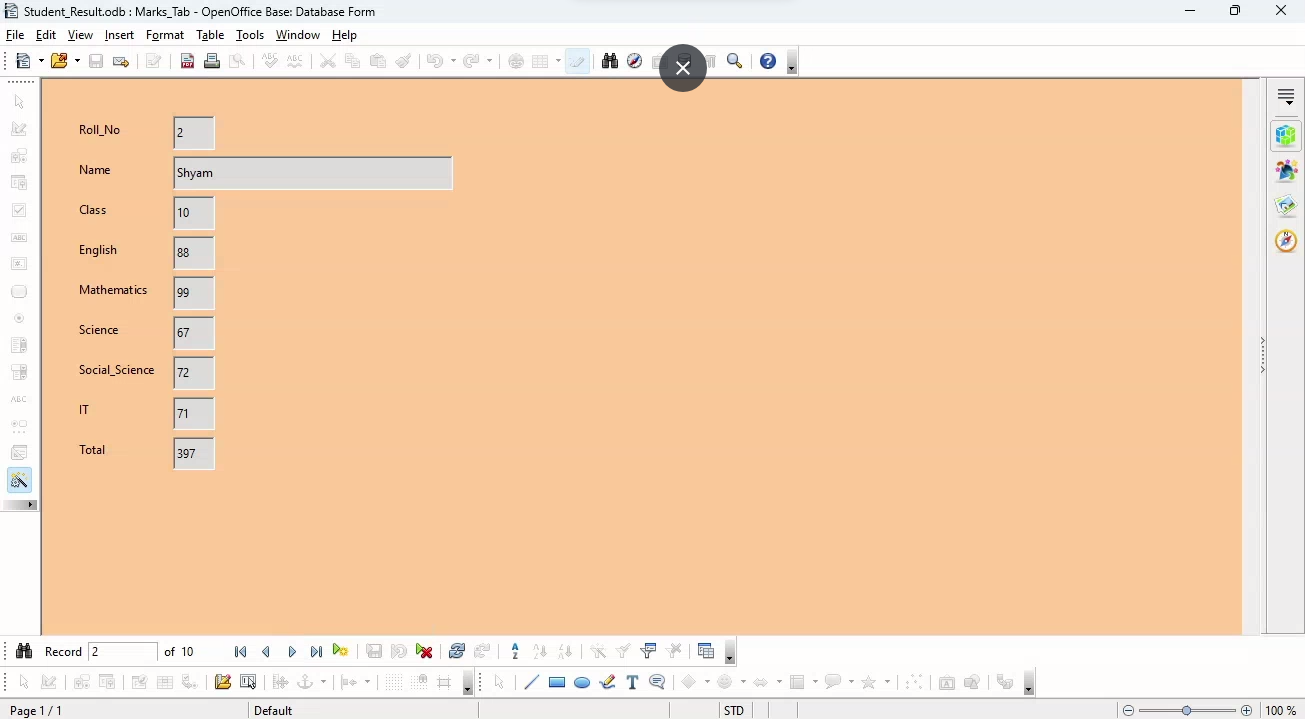 Student_Result.odb : Marks_Tab - OpenOffice Base: Database Form
File Edit View Insert Format Table Tools Window Help
Roll_No 2
Name Shyam
Class 10
English 88
Mathematics 99
Science 67
Social_Science 72
IT 71
Total 397
Record 2 of 10
Page 1 / 1 Default STD 100 %